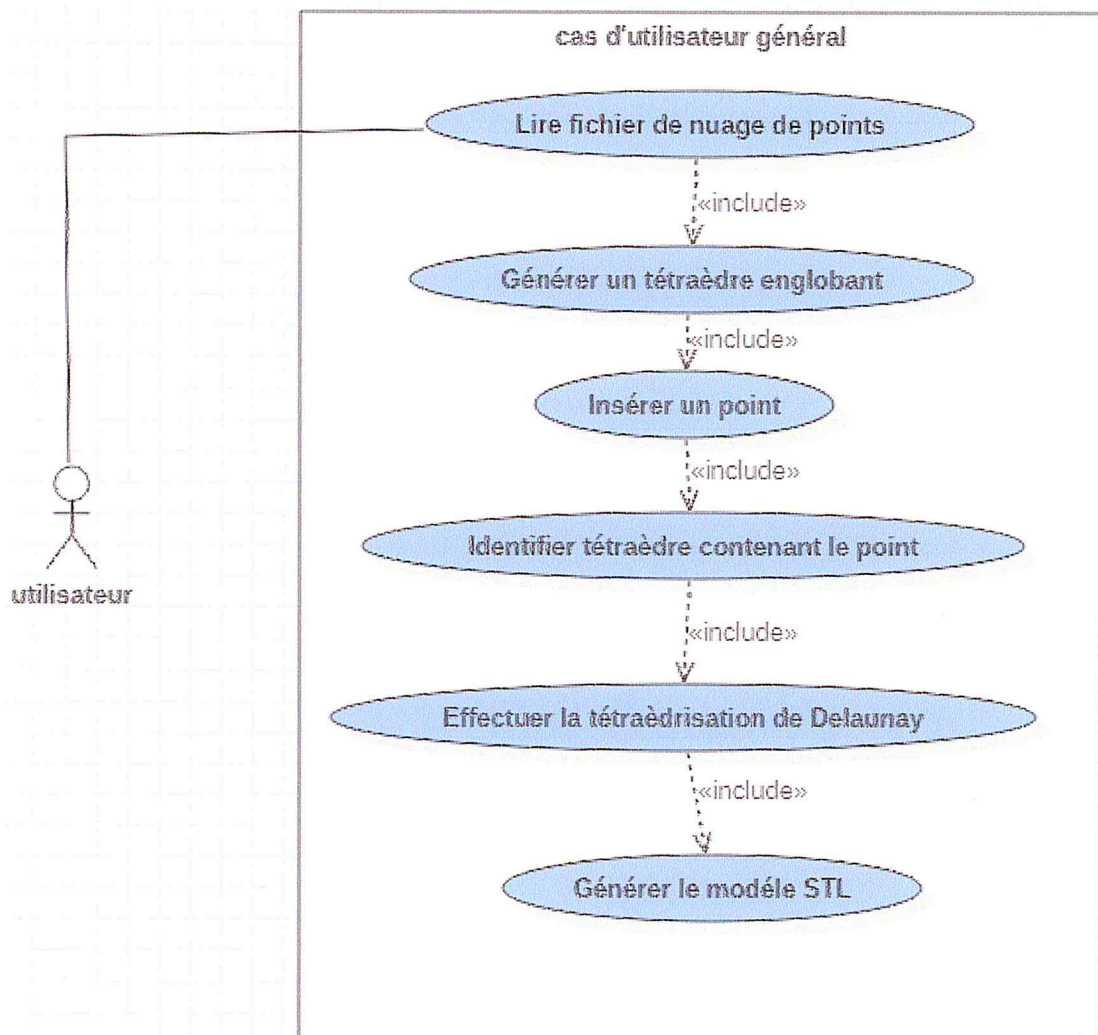 cas d'utilisateur général
Lire fichier de nuage de points
«include»
Générer un tétraèdre englobant
«include»
Insérer un point
«include»
Identifier tétraèdre contenant le point
«include»
utilisateur
Effectuer la tétraèdrisation de Delaunay
«include»
Générer le modéle STL